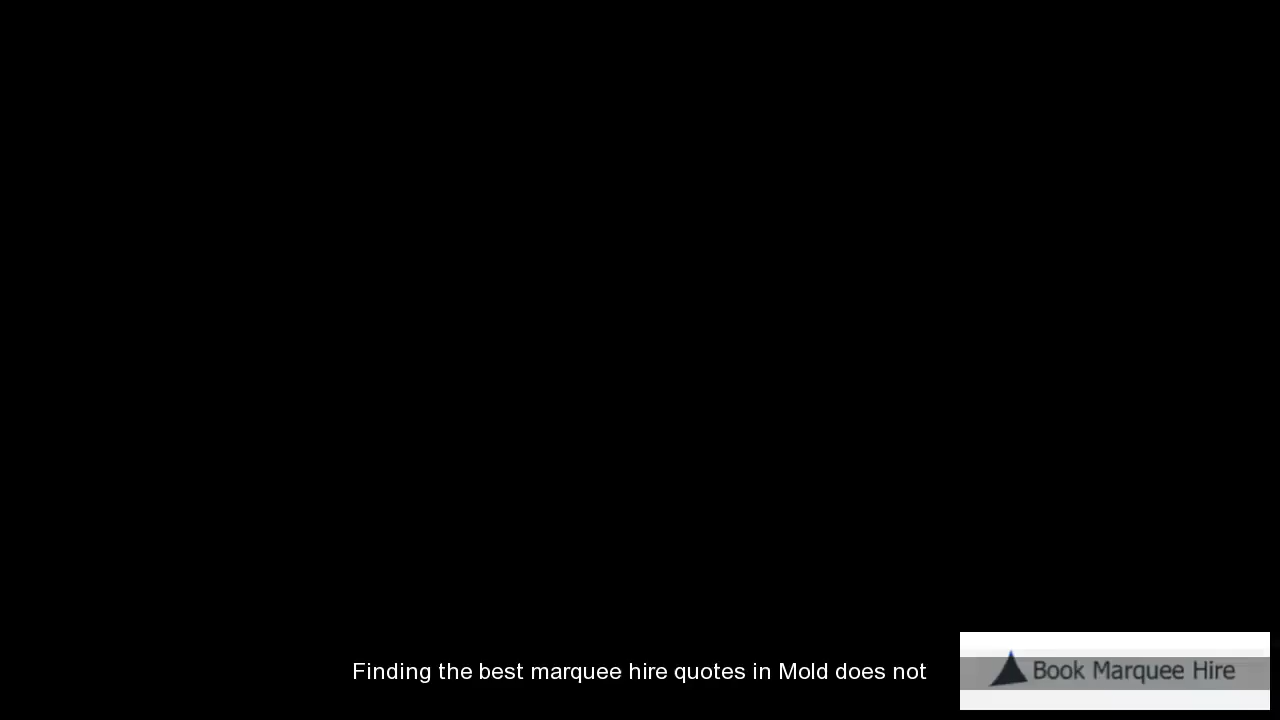 Finding the best marquee hire quotes in Mold does not
Book Marquee Hire